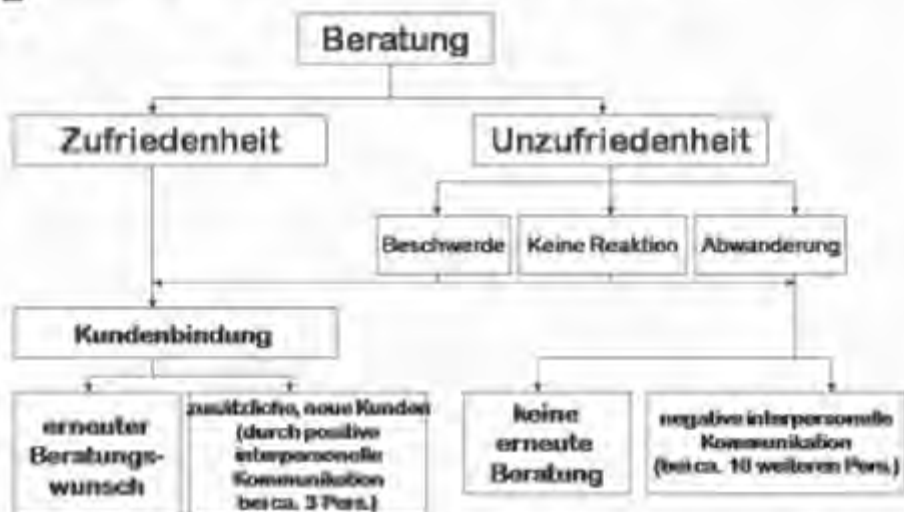 Beratung
Zufriedenheit
Unzufriedenheit
Beschwerde
Keine Reaktion
Abwanderung
Kundenbindung
erneuter
Beratungs-
wunsch
zusätzliche, neue Kunden
(durch positive
interpersonelle
Kommunikation
bei ca. 3 Pers.)
keine
erneute
Beratung
negative interpersonelle
Kommunikation
(bei ca. 10 weiteren Pers.)